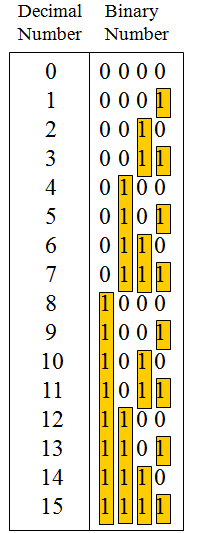 Decimal Binary
Number Number
0 0 0 0 0
1 0 0 0 1
2 0 0 1 0
3 0 0 1 1
4 0 1 0 0
5 0 1 0 1
6 0 1 1 0
7 0 1 1 1
8 1 0 0 0
9 1 0 0 1
10 1 0 1 0
11 1 0 1 1
12 1 1 0 0
13 1 1 0 1
14 1 1 1 0
15 1 1 1 1